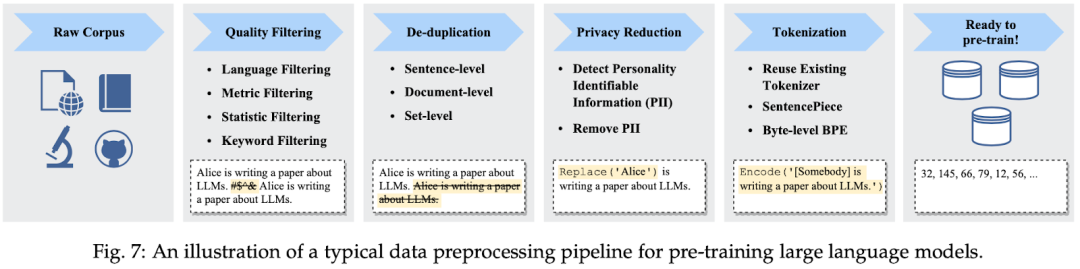 Raw Corpus
Quality Filtering
• Language Filtering
• Metric Filtering
• Statistic Filtering
• Keyword Filtering
Alice is writing a paper about
LLMs. #$^& Alice is writing
a paper about LLMs.
De-duplication
• Sentence-level
• Document-level
• Set-level
Alice is writing a paper about
LLMs. Alice is writing a paper
about LLMs.
Privacy Reduction
• Detect Personality
Identifiable
Information (PII)
• Remove PII
Replace('Alice') is
writing a paper about LLMs.
Tokenization
• Reuse Existing
Tokenizer
• SentencePiece
• Byte-level BPE
Encode('[Somebody] is
writing a paper about LLMs.')
Ready to
pre-train!
32, 145, 66, 79, 12, 56, ...
Fig. 7: An illustration of a typical data preprocessing pipeline for pre-training large language models.